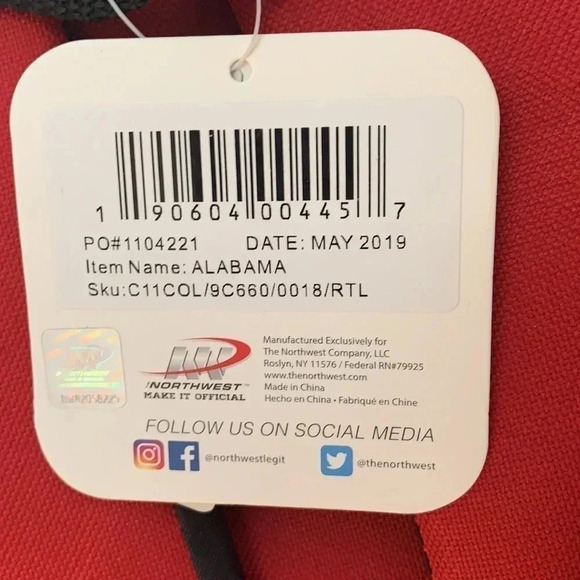 1 90604 00445 7
PO#1104221 DATE: MAY 2019
Item Name: ALABAMA
Sku:C11COL/9C660/0018/RTL
Manufactured Exclusively for
The Northwest Company, LLC
Roslyn, NY 11576 / Federal RN#79925
www.thenorthwest.com
Made in China
Hecho en China • Fabriqué en Chine
THE NORTHWEST™
MAKE IT OFFICIAL
FOLLOW US ON SOCIAL MEDIA
@northwestlegit @thenorthwest